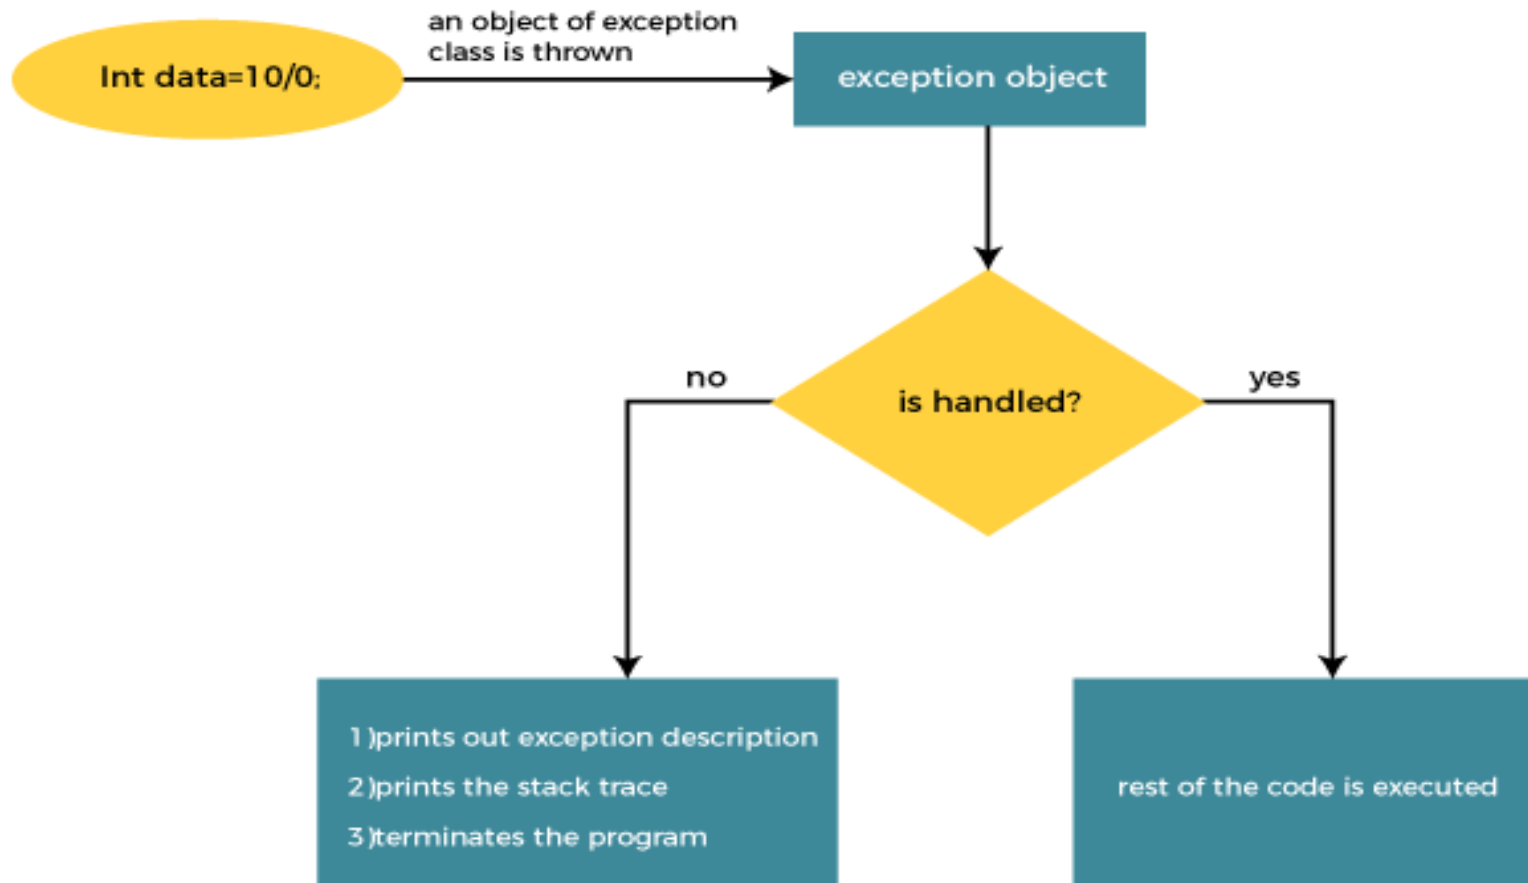 an object of exception
class is thrown
Int data=10/0;
exception object
no
yes
is handled?
1)prints out exception description
2)prints the stack trace
3)terminates the program
rest of the code is executed